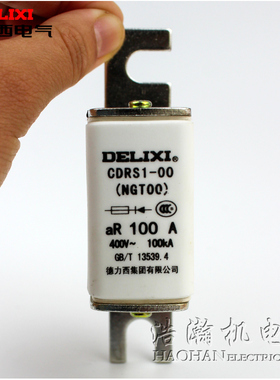 LIXI
西电气
DELIXI®
CDRS1-00
(NGT00)
aR 100 A
400V~ 100kA
GB/T 13539.4
德力西集团有限公司
浩瀚机电
HAOHAN ELECTRIC